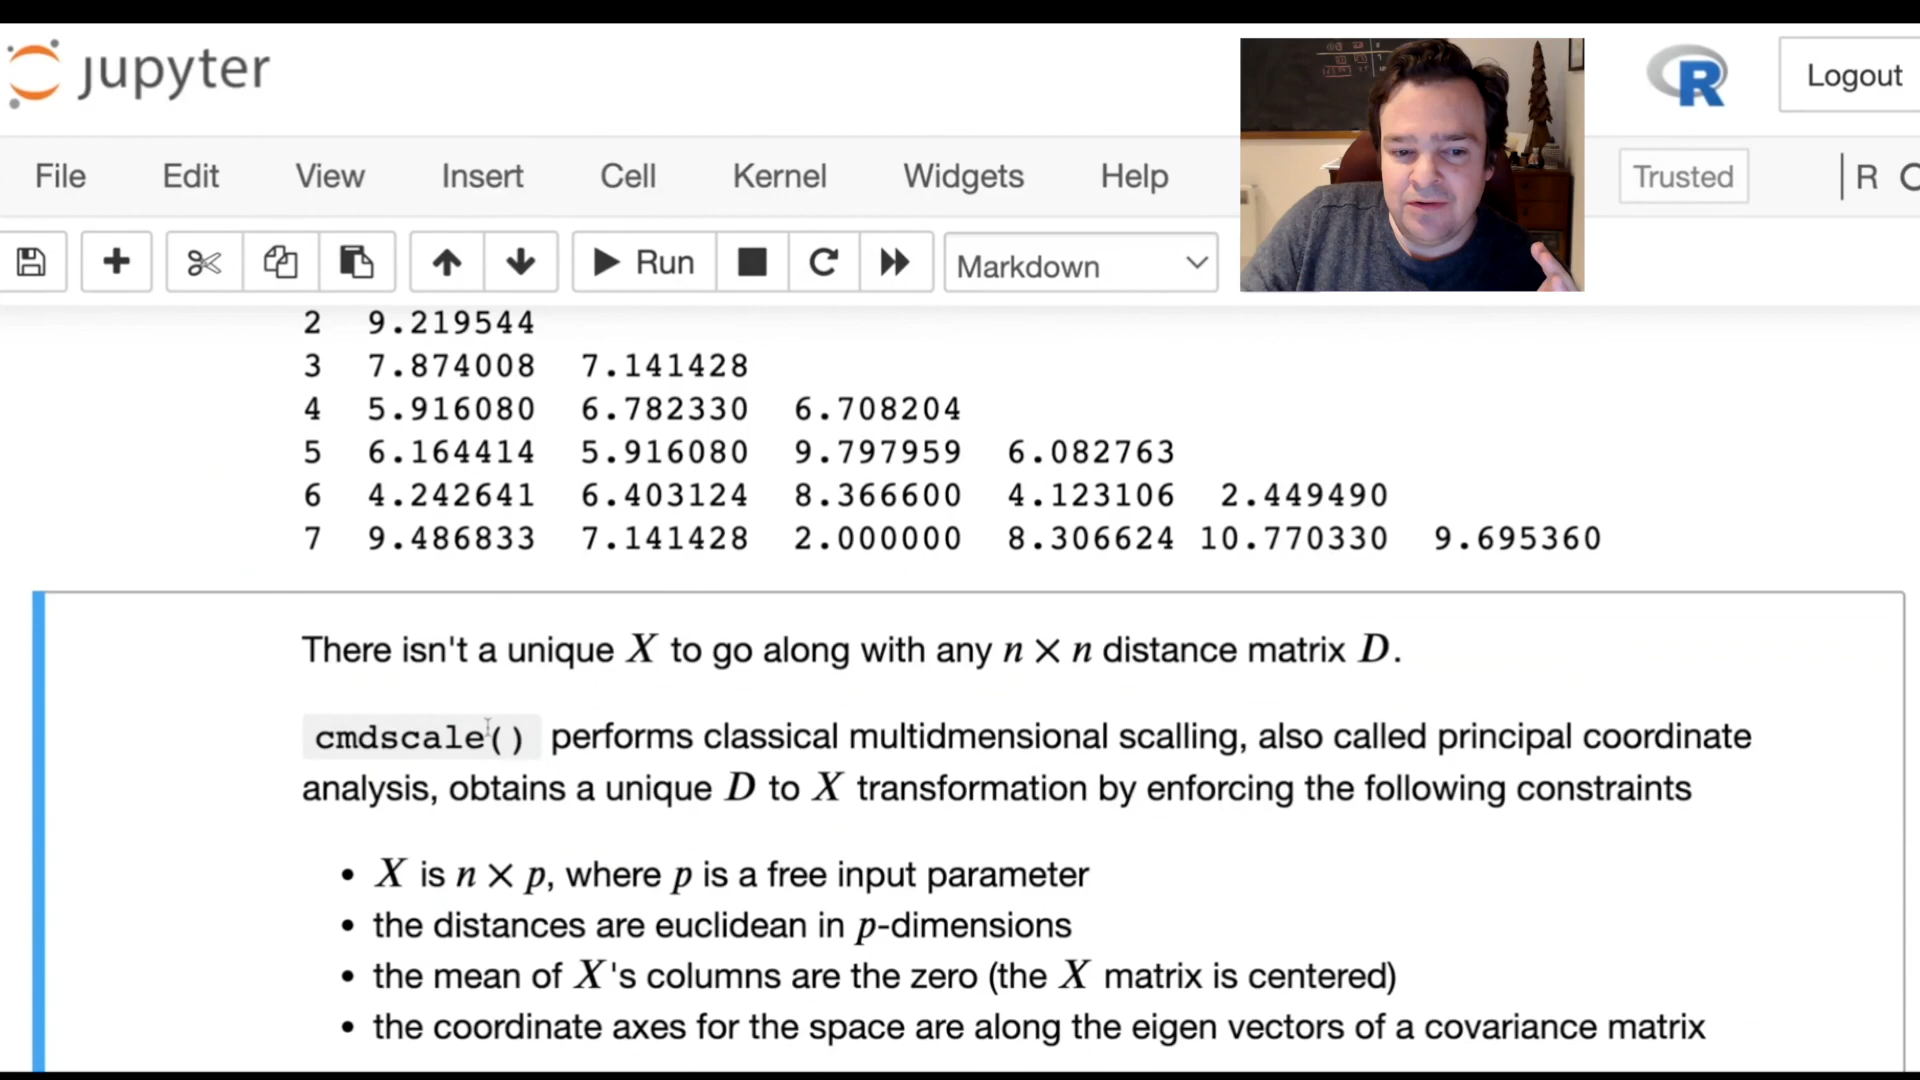 jupyter
Logout
File Edit View Insert Cell Kernel Widgets Help
Trusted
R
Run
Markdown
2 9.219544
3 7.874008 7.141428
4 5.916080 6.782330 6.708204
5 6.164414 5.916080 9.797959 6.082763
6 4.242641 6.403124 8.366600 4.123106 2.449490
7 9.486833 7.141428 2.000000 8.306624 10.770330 9.695360
There isn't a unique X to go along with any n × n distance matrix D.
cmdscale() performs classical multidmensional scalling, also called principal coordinate
analysis, obtains a unique D to X transformation by enforcing the following constraints
• X is n × p, where p is a free input parameter
• the distances are euclidean in p-dimensions
• the mean of X's columns are the zero (the X matrix is centered)
• the coordinate axes for the space are along the eigen vectors of a covariance matrix